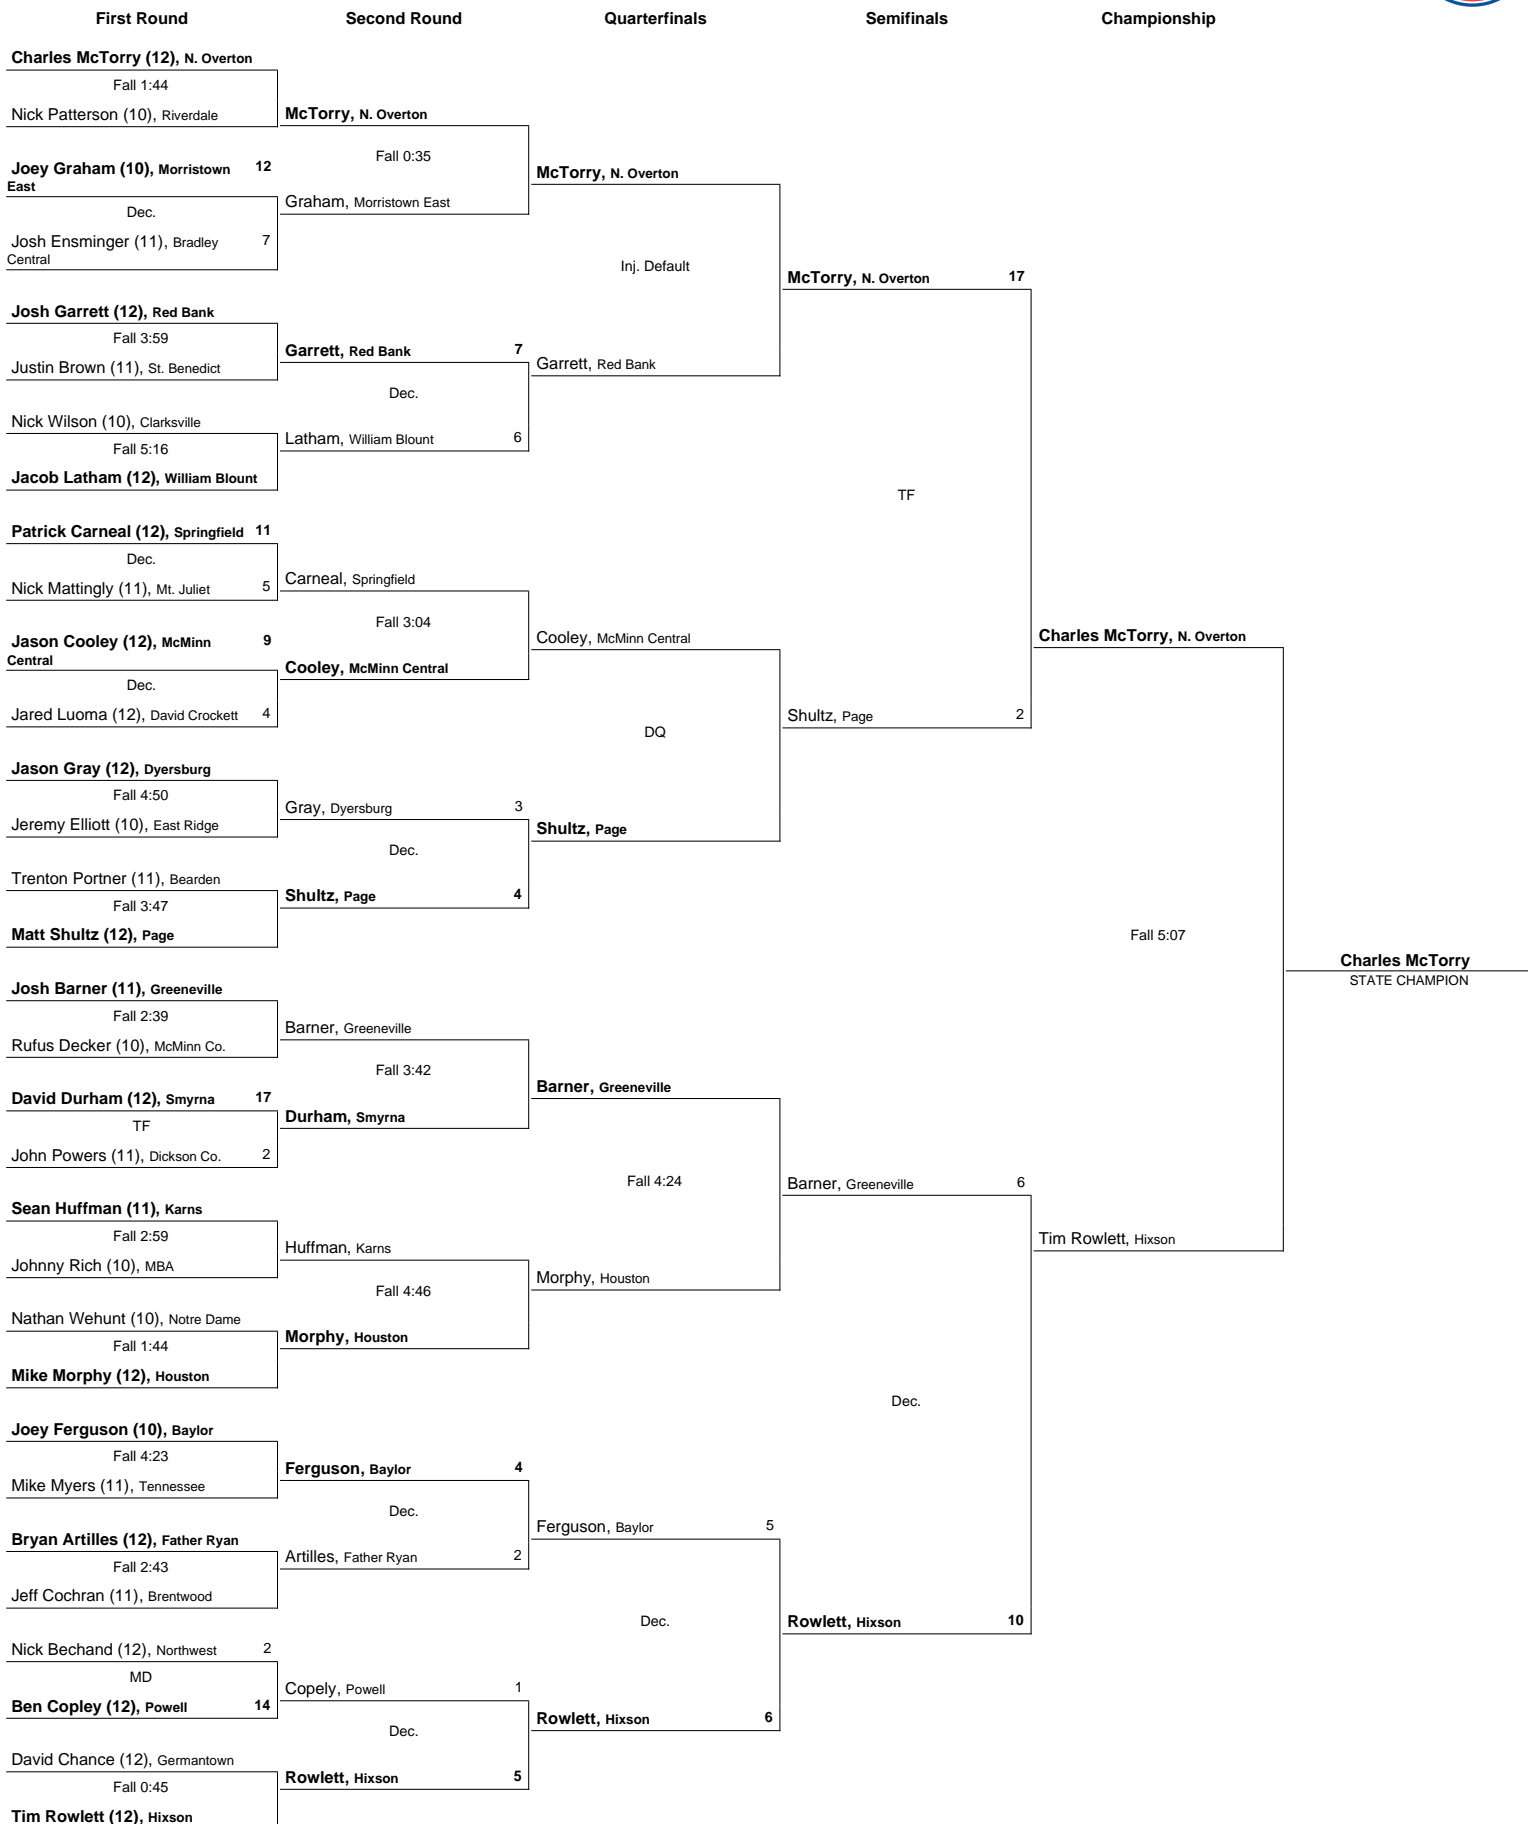 First Round
Second Round
Quarterfinals
Semifinals
Championship
Charles McTorry (12), N. Overton
Fall 1:44
Nick Patterson (10), Riverdale
Joey Graham (10), Morristown East 12
Dec.
Josh Ensminger (11), Bradley Central 7
Josh Garrett (12), Red Bank
Fall 3:59
Justin Brown (11), St. Benedict
Nick Wilson (10), Clarksville
Fall 5:16
Jacob Latham (12), William Blount
Patrick Carneal (12), Springfield 11
Dec.
Nick Mattingly (11), Mt. Juliet 5
Jason Cooley (12), McMinn Central 9
Dec.
Jared Luoma (12), David Crockett 4
Jason Gray (12), Dyersburg
Fall 4:50
Jeremy Elliott (10), East Ridge
Trenton Portner (11), Bearden
Fall 3:47
Matt Shultz (12), Page
Josh Barner (11), Greeneville
Fall 2:39
Rufus Decker (10), McMinn Co.
David Durham (12), Smyrna 17
TF
John Powers (11), Dickson Co. 2
Sean Huffman (11), Karns
Fall 2:59
Johnny Rich (10), MBA
Nathan Wehunt (10), Notre Dame
Fall 1:44
Mike Morphy (12), Houston
Joey Ferguson (10), Baylor
Fall 4:23
Mike Myers (11), Tennessee
Bryan Artilles (12), Father Ryan
Fall 2:43
Jeff Cochran (11), Brentwood
Nick Bechand (12), Northwest 2
MD
Ben Copley (12), Powell 14
David Chance (12), Germantown
Fall 0:45
Tim Rowlett (12), Hixson
McTorry, N. Overton
Fall 0:35
Graham, Morristown East
Garrett, Red Bank 7
Dec.
Latham, William Blount 6
Carneal, Springfield
Fall 3:04
Cooley, McMinn Central
Gray, Dyersburg 3
Dec.
Shultz, Page 4
Barner, Greeneville
Fall 3:42
Durham, Smyrna
Huffman, Karns
Fall 4:46
Morphy, Houston
Ferguson, Baylor 4
Dec.
Artilles, Father Ryan 2
Copely, Powell 1
Dec.
Rowlett, Hixson 5
McTorry, N. Overton
Inj. Default
Garrett, Red Bank
Cooley, McMinn Central
DQ
Shultz, Page
Barner, Greeneville
Fall 4:24
Morphy, Houston
Ferguson, Baylor 5
Dec.
Rowlett, Hixson 6
McTorry, N. Overton 17
TF
Shultz, Page 2
Barner, Greeneville 6
Dec.
Rowlett, Hixson 10
Charles McTorry, N. Overton
Fall 5:07
Tim Rowlett, Hixson
Charles McTorry
STATE CHAMPION